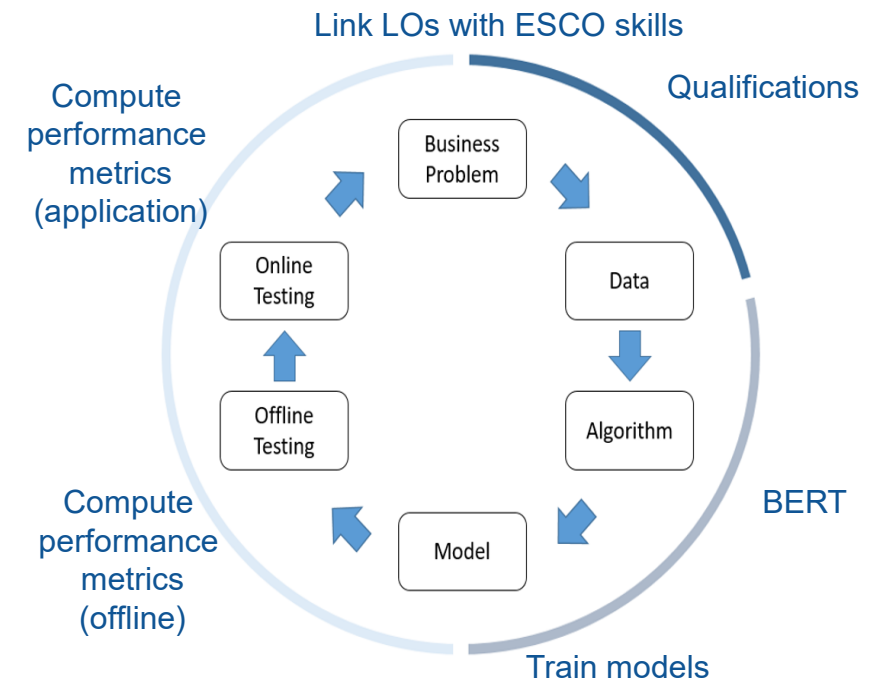 Link LOs with ESCO skills
Qualifications
Compute
performance
metrics
(application)
Business
Problem
Online
Testing
Data
Offline
Testing
Algorithm
Compute
performance
metrics
(offline)
BERT
Model
Train models